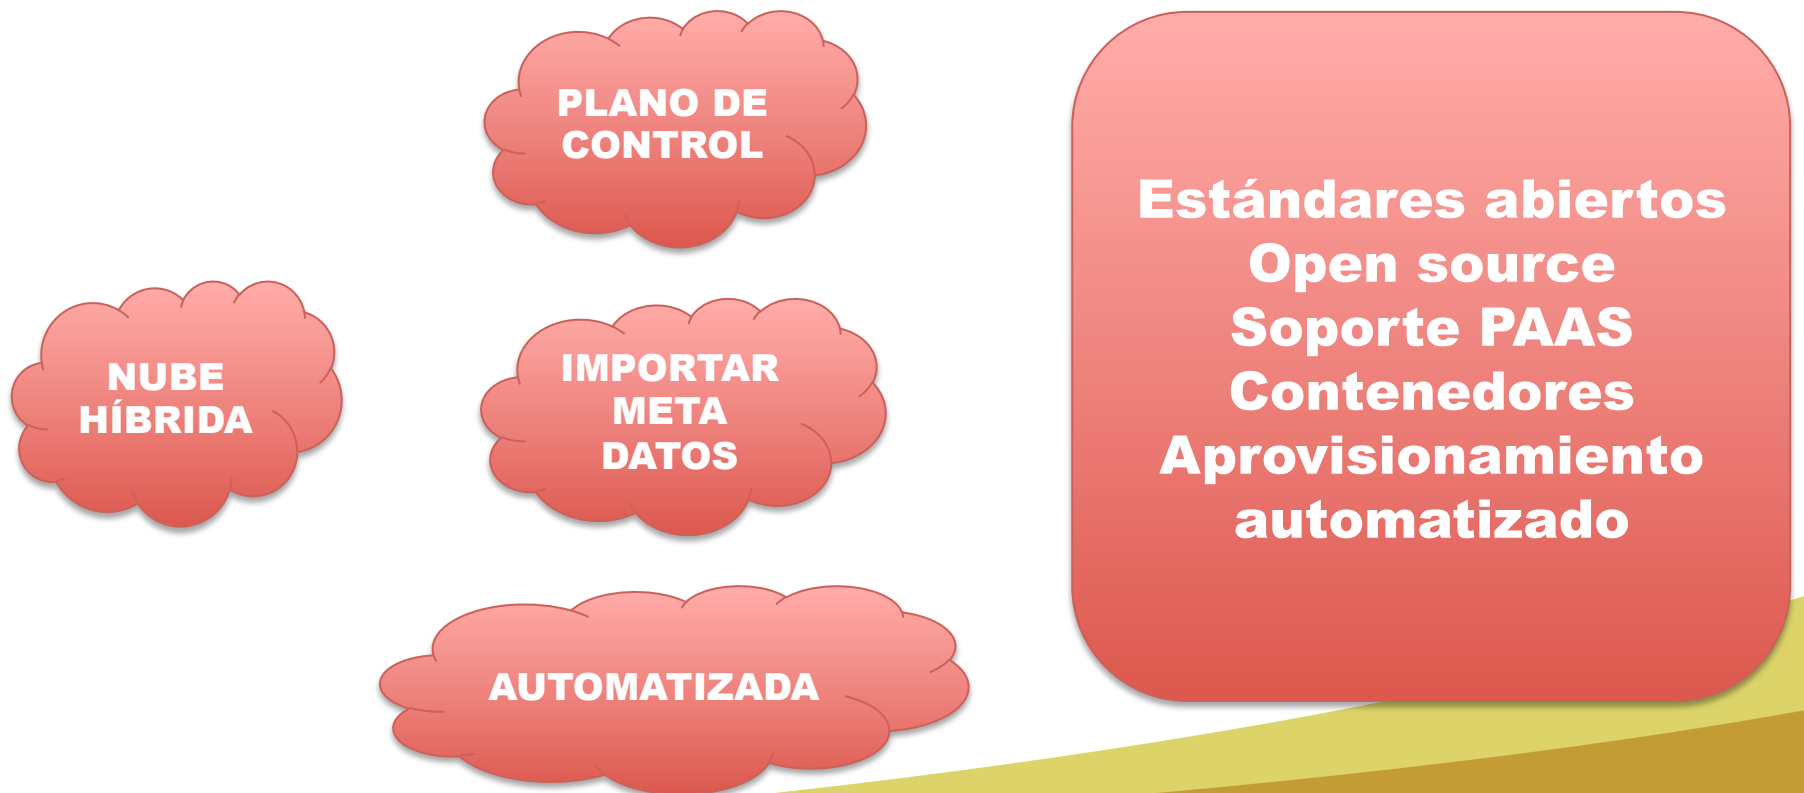 PLANO DE
CONTROL
NUBE
HÍBRIDA
IMPORTAR
META
DATOS
AUTOMATIZADA
Estándares abiertos
Open source
Soporte PAAS
Contenedores
Aprovisionamiento
automatizado